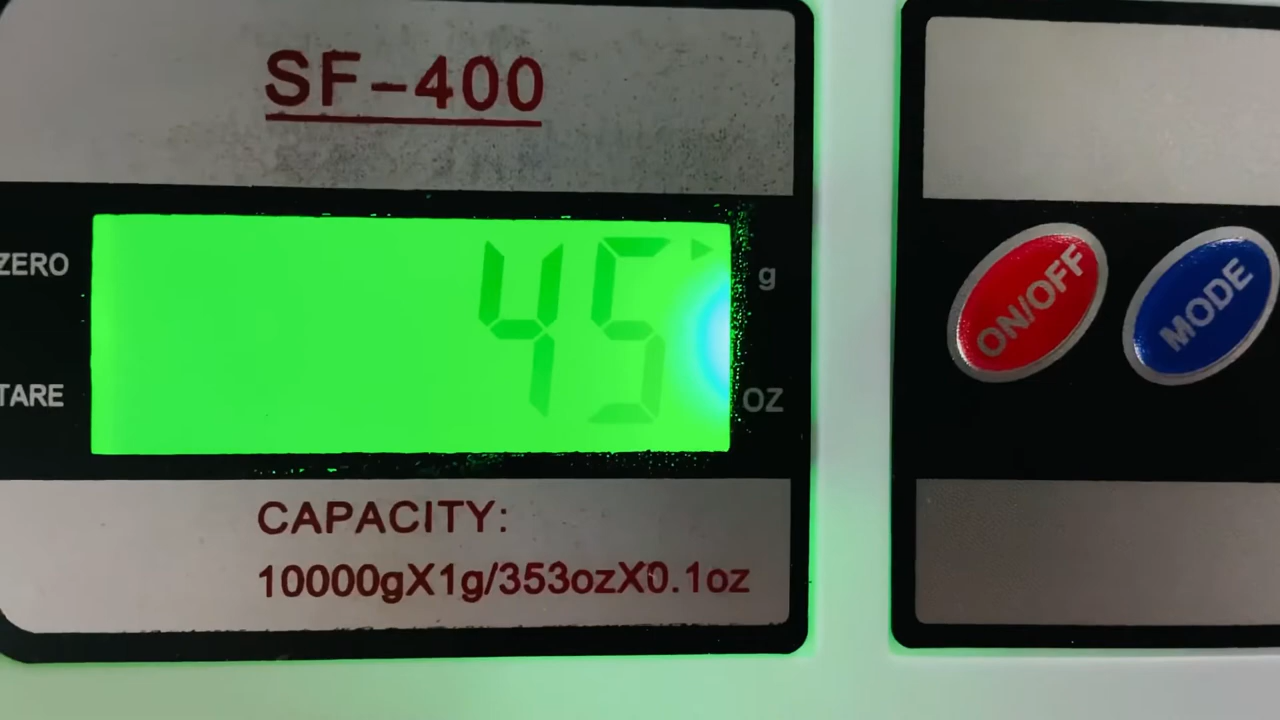 SF-400
ZERO
45
g
TARE
OZ
ON/OFF
MODE
CAPACITY:
10000gX1g/353ozX0.1oz